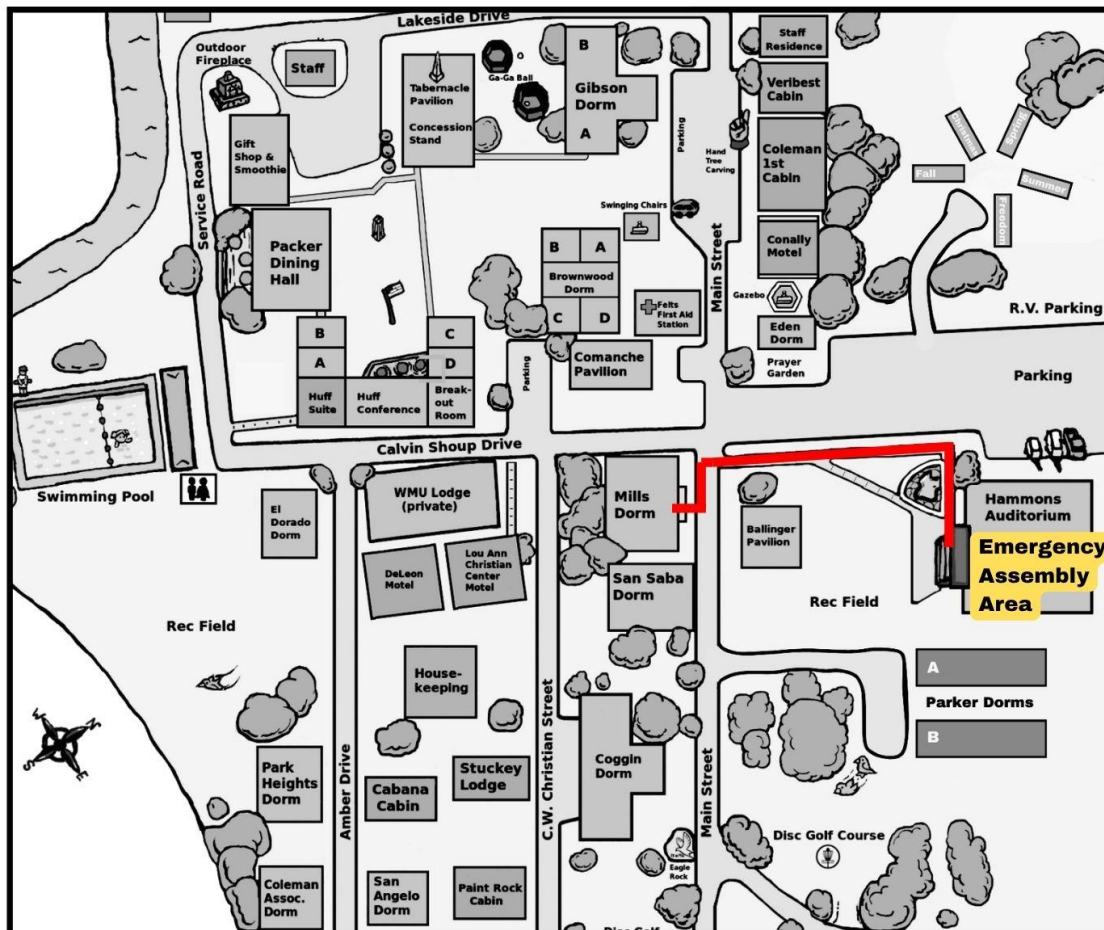 Lakeside Drive
Outdoor
Fireplace
Staff
Tabernacle
Pavilion
Concession
Stand
Ga-Ga Ball
B
Gibson
Dorm
A
Parking
Staff
Residence
Veribest
Cabin
Hand
Tree
Carving
Coleman
1st
Cabin
Christmas
Spring
Fall
Summer
Freedom
Gift
Shop &
Smoothie
Service Road
Packer
Dining
Hall
Swinging Chairs
Main Street
Conally
Motel
B
A
Brownwood
Dorm
C
D
Felts
First Aid
Station
Gazebo
Eden
Dorm
R.V. Parking
B
A
C
D
Huff
Suite
Huff
Conference
Break-
out
Room
Parking
Comanche
Pavilion
Prayer
Garden
Parking
Calvin Shoup Drive
Swimming Pool
El
Dorado
Dorm
WMU Lodge
(private)
Mills
Dorm
Ballinger
Pavilion
Hammons
Auditorium
Emergency
Assembly
Area
DeLeon
Motel
Lou Ann
Christian
Center
Motel
San Saba
Dorm
Rec Field
Rec Field
House-
keeping
A
Parker Dorms
B
N
E
S
W
Park
Heights
Dorm
Amber Drive
Cabana
Cabin
Stuckey
Lodge
C.W. Christian Street
Coggin
Dorm
Main Street
Eagle
Rock
Disc Golf Course
Coleman
Assoc.
Dorm
San
Angelo
Dorm
Paint Rock
Cabin
Disc Golf